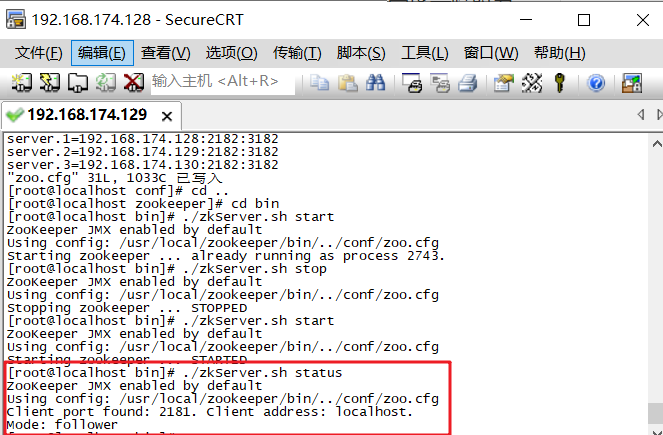 192.168.174.128 - SecureCRT
文件(F) 编辑(E) 查看(V) 选项(O) 传输(T) 脚本(S) 工具(L) 窗口(W) 帮助(H)
输入主机 <Alt+R>
192.168.174.129
server.1=192.168.174.128:2182:3182
server.2=192.168.174.129:2182:3182
server.3=192.168.174.130:2182:3182
"zoo.cfg" 31L, 1033C 已写入
[root@localhost conf]# cd ..
[root@localhost zookeeper]# cd bin
[root@localhost bin]# ./zkServer.sh start
ZooKeeper JMX enabled by default
Using config: /usr/local/zookeeper/bin/../conf/zoo.cfg
Starting zookeeper ... already running as process 2743.
[root@localhost bin]# ./zkServer.sh stop
ZooKeeper JMX enabled by default
Using config: /usr/local/zookeeper/bin/../conf/zoo.cfg
Stopping zookeeper ... STOPPED
[root@localhost bin]# ./zkServer.sh start
ZooKeeper JMX enabled by default
Using config: /usr/local/zookeeper/bin/../conf/zoo.cfg
Starting zookeeper ... STARTED
[root@localhost bin]# ./zkServer.sh status
ZooKeeper JMX enabled by default
Using config: /usr/local/zookeeper/bin/../conf/zoo.cfg
Client port found: 2181. Client address: localhost.
Mode: follower